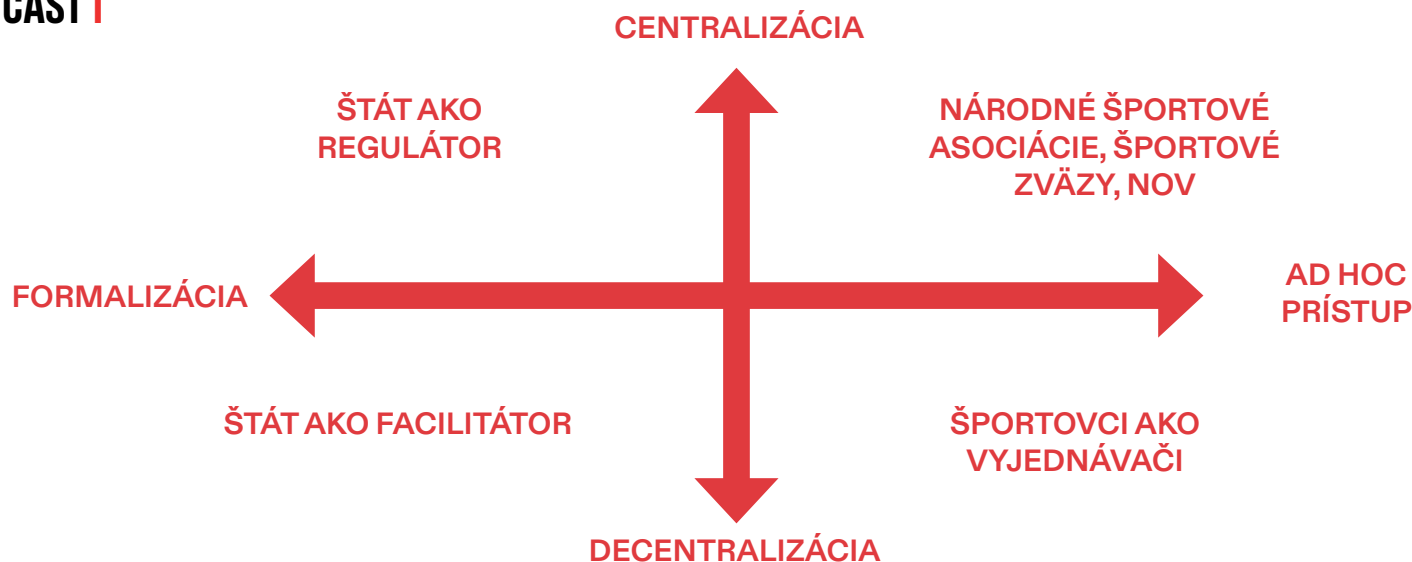 ČASŤ 1
CENTRALIZÁCIA
ŠTÁT AKO
REGULÁTOR
NÁRODNÉ ŠPORTOVÉ
ASOCIÁCIE, ŠPORTOVÉ
ZVÄZY, NOV
FORMALIZÁCIA
AD HOC
PRÍSTUP
ŠTÁT AKO FACILITÁTOR
ŠPORTOVCI AKO
VYJEDNÁVAČI
DECENTRALIZÁCIA